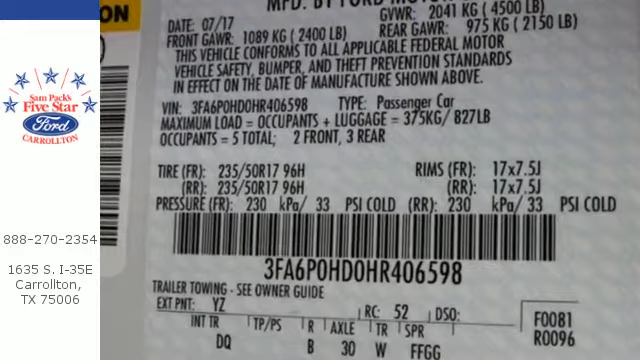 ON
MFD. BY FORD MOTOR
DATE: 07/17 GVWR: 2041 KG ( 4500 LB)
FRONT GAWR: 1089 KG ( 2400 LB) REAR GAWR: 975 KG ( 2150 LB)
THIS VEHICLE CONFORMS TO ALL APPLICABLE FEDERAL MOTOR
VEHICLE SAFETY, BUMPER, AND THEFT PREVENTION STANDARDS
IN EFFECT ON THE DATE OF MANUFACTURE SHOWN ABOVE.
VIN: 3FA6P0HD0HR406598 TYPE: Passenger Car
MAXIMUM LOAD = OCCUPANTS + LUGGAGE = 375KG/ 827LB
OCCUPANTS = 5 TOTAL; 2 FRONT, 3 REAR
TIRE (FR): 235/50R17 96H RIMS (FR): 17x7.5J
(RR): 235/50R17 96H (RR): 17x7.5J
PRESSURE (FR): 230 kPa/ 33 PSI COLD (RR): 230 kPa/ 33 PSI COLD
3FA6P0HD0HR406598
TRAILER TOWING - SEE OWNER GUIDE
EXT PNT: YZ RC: 52 DSO: F0081
INT TR TP/PS R AXLE TR SPR R0096
DQ B 30 W FFGG
Sam Pack's
Five Star
Ford
CARROLLTON
888-270-2354
1635 S. I-35E
Carrollton,
TX 75006